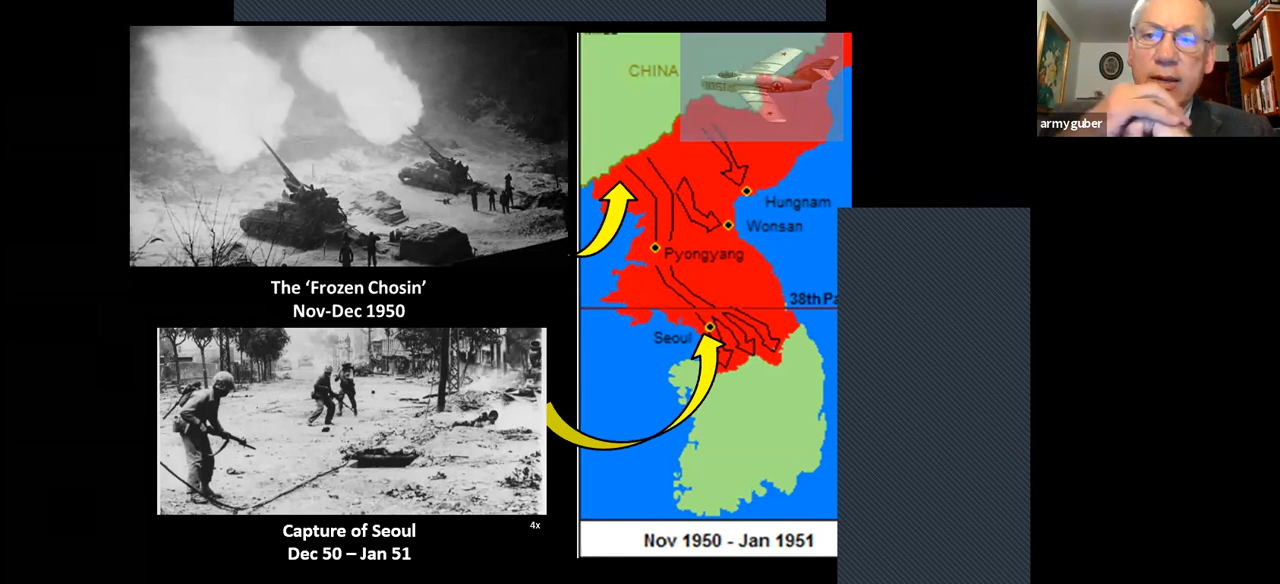 The ‘Frozen Chosin’
Nov-Dec 1950
Capture of Seoul
Dec 50 – Jan 51
4x
CHINA
Hungnam
Wonsan
Pyongyang
38th Pa
Seoul
Nov 1950 - Jan 1951
armyguber